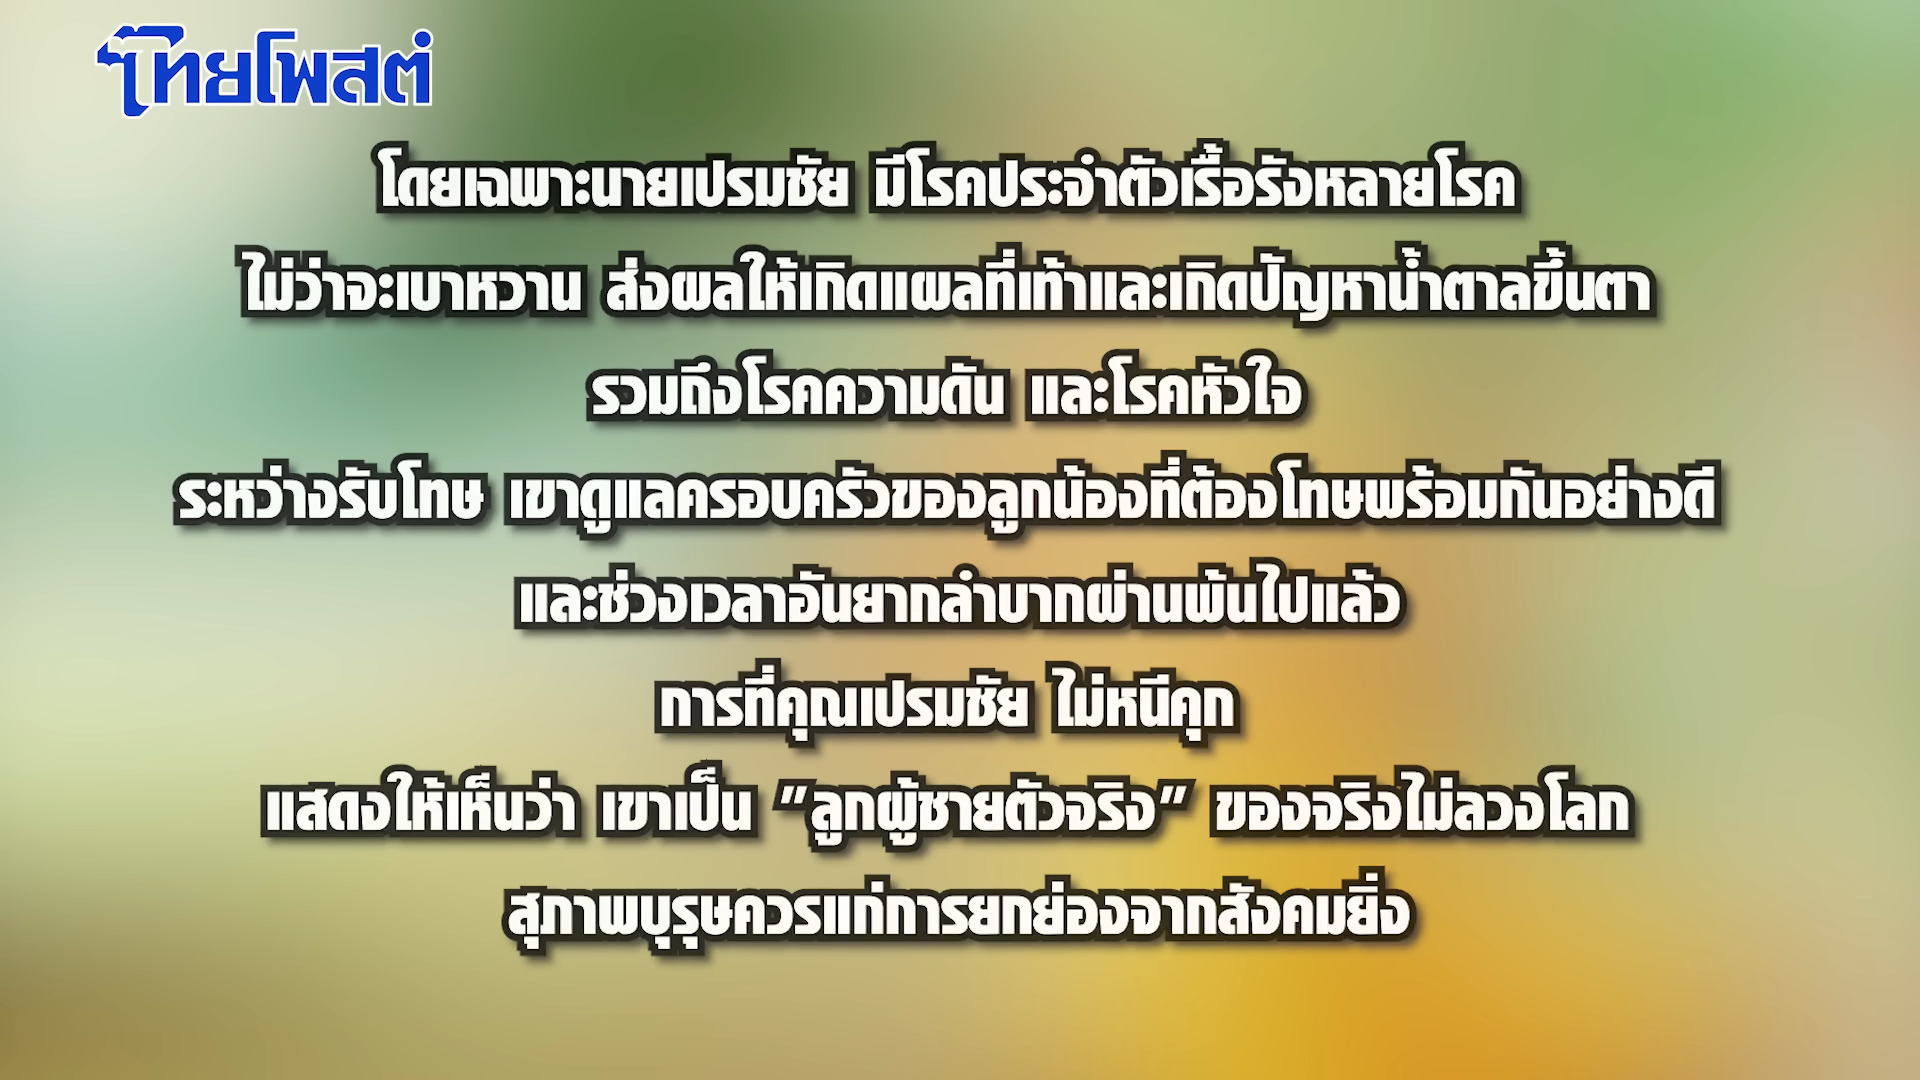 ไทยโพสต์
โดยเฉพาะนายเปรมชัย มีโรคประจำตัวเรื้อรังหลายโรค
ไม่ว่าจะเบาหวาน ส่งผลให้เกิดแผลที่เท้าและเกิดปัญหาน้ำตาลขึ้นตา
รวมถึงโรคความดัน และโรคหัวใจ
ระหว่างรับโทษ เขาดูแลครอบครัวของลูกน้องที่ต้องโทษพร้อมกันอย่างดี
และช่วงเวลาอันยากลำบากผ่านพ้นไปแล้ว
การที่คุณเปรมชัย ไม่หนีคุก
แสดงให้เห็นว่า เขาเป็น "ลูกผู้ชายตัวจริง" ของจริงไม่ลวงโลก
สุภาพบุรุษควรแก่การยกย่องจากสังคมยิ่ง